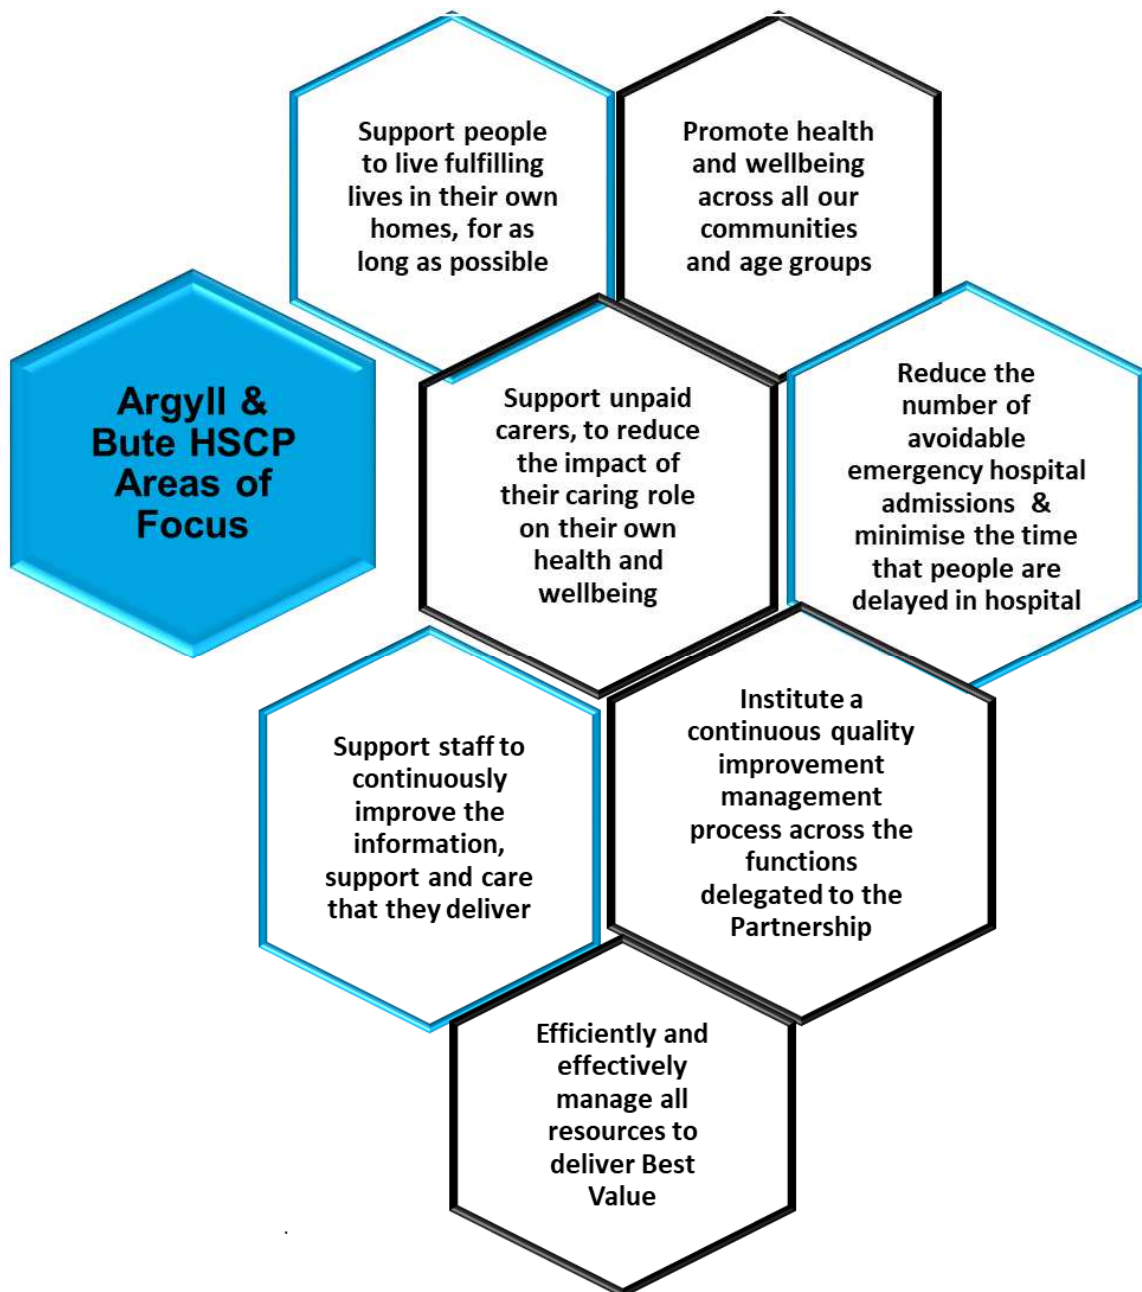 Support people
to live fulfilling
lives in their own
homes, for as
long as possible
Promote health
and wellbeing
across all our
communities
and age groups
Argyll &
Bute HSCP
Areas of
Focus
Support unpaid
carers, to reduce
the impact of
their caring role
on their own
health and
wellbeing
Reduce the
number of
avoidable
emergency hospital
admissions &
minimise the time
that people are
delayed in hospital
Support staff to
continuously
improve the
information,
support and care
that they deliver
Institute a
continuous quality
improvement
management
process across the
functions
delegated to the
Partnership
Efficiently and
effectively
manage all
resources to
deliver Best
Value